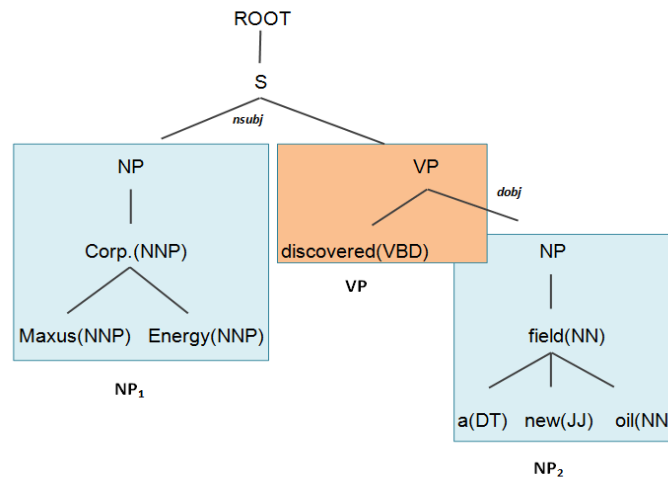 ROOT
S
nsubj
NP
VP
dobj
Corp.(NNP)
discovered(VBD)
NP
VP
Maxus(NNP) Energy(NNP)
field(NN)
NP₁
a(DT) new(JJ) oil(NN
NP₂